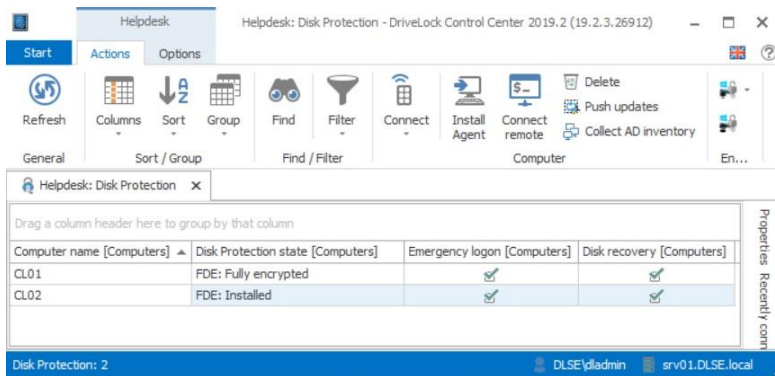 Helpdesk
Helpdesk: Disk Protection - DriveLock Control Center 2019.2 (19.2.3.26912)
Start Actions Options
Refresh Columns Sort Group Find Filter Connect Install Agent Connect remote
Delete
Push updates
Collect AD inventory
General Sort / Group Find / Filter Computer En...
Helpdesk: Disk Protection
Drag a column header here to group by that column
Computer name [Computers] Disk Protection state [Computers] Emergency logon [Computers] Disk recovery [Computers]
CL01 FDE: Fully encrypted
CL02 FDE: Installed
Properties Recently conn
Disk Protection: 2 DLSE\dladmin srv01.DLSE.local